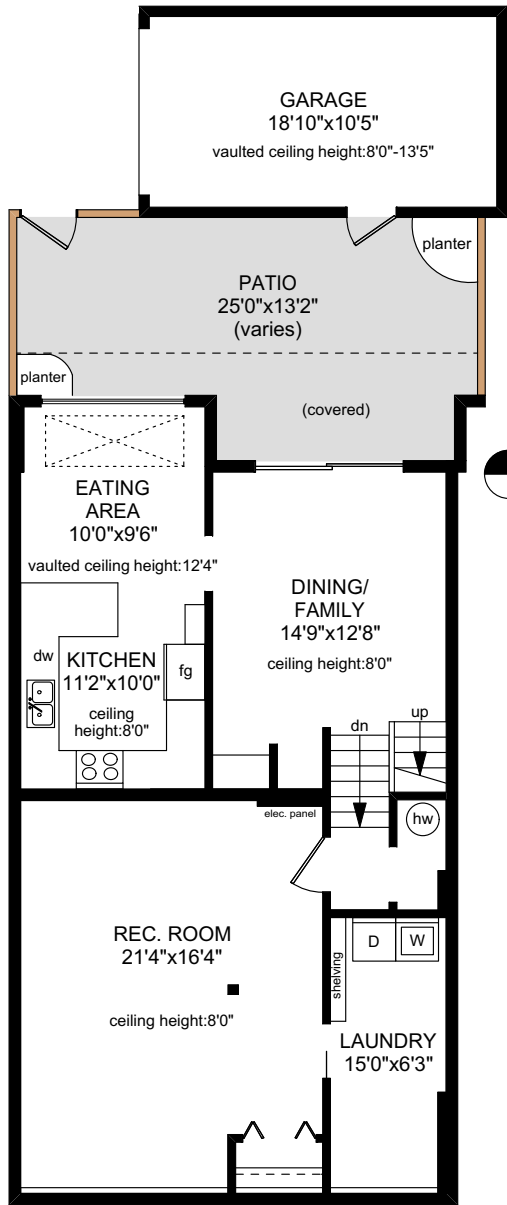 GARAGE
18'10"x10'5"
vaulted ceiling height:8'0"-13'5"
planter
PATIO
25'0"x13'2"
(varies)
planter
(covered)
EATING
AREA
10'0"x9'6"
vaulted ceiling height:12'4"
DINING/
FAMILY
14'9"x12'8"
ceiling height:8'0"
dw
KITCHEN
11'2"x10'0"
ceiling
height:8'0"
fg
dn
up
elec. panel
hw
REC. ROOM
21'4"x16'4"
ceiling height:8'0"
shelving
D
W
LAUNDRY
15'0"x6'3"